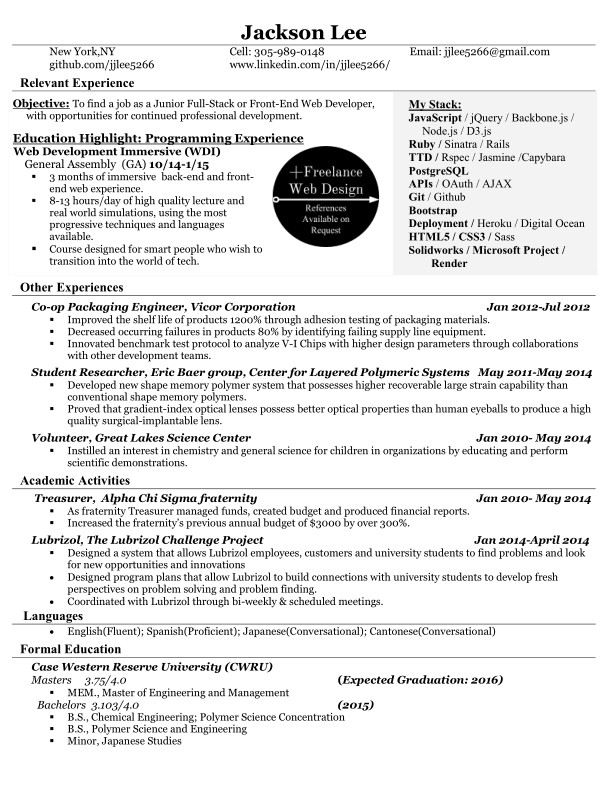 Jackson Lee
New York,NY Cell: 305-989-0148 Email: jjlee5266@gmail.com
github.com/jjlee5266 www.linkedin.com/in/jjlee5266/
Relevant Experience
Objective: To find a job as a Junior Full-Stack or Front-End Web Developer,
with opportunities for continued professional development.
Education Highlight: Programming Experience
Web Development Immersive (WDI)
General Assembly (GA) 10/14-1/15
▪ 3 months of immersive back-end and front-
end web experience.
▪ 8-13 hours/day of high quality lecture and
real world simulations, using the most
progressive techniques and languages
available.
▪ Course designed for smart people who wish to
transition into the world of tech.
+Freelance
Web Design
References
Available on
Request
My Stack:
JavaScript / jQuery / Backbone.js /
Node.js / D3.js
Ruby / Sinatra / Rails
TTD / Rspec / Jasmine /Capybara
PostgreSQL
APIs / OAuth / AJAX
Git / Github
Bootstrap
Deployment / Heroku / Digital Ocean
HTML5 / CSS3 / Sass
Solidworks / Microsoft Project /
Render
Other Experiences
Co-op Packaging Engineer, Vicor Corporation Jan 2012-Jul 2012
▪ Improved the shelf life of products 1200% through adhesion testing of packaging materials.
▪ Decreased occurring failures in products 80% by identifying failing supply line equipment.
▪ Innovated benchmark test protocol to analyze V-I Chips with higher design parameters through collaborations
with other development teams.
Student Researcher, Eric Baer group, Center for Layered Polymeric Systems May 2011-May 2014
▪ Developed new shape memory polymer system that possesses higher recoverable large strain capability than
conventional shape memory polymers.
▪ Proved that gradient-index optical lenses possess better optical properties than human eyeballs to produce a high
quality surgical-implantable lens.
Volunteer, Great Lakes Science Center Jan 2010- May 2014
▪ Instilled an interest in chemistry and general science for children in organizations by educating and perform
scientific demonstrations.
Academic Activities
Treasurer, Alpha Chi Sigma fraternity Jan 2010- May 2014
▪ As fraternity Treasurer managed funds, created budget and produced financial reports.
▪ Increased the fraternity's previous annual budget of $3000 by over 300%.
Lubrizol, The Lubrizol Challenge Project Jan 2014-April 2014
▪ Designed a system that allows Lubrizol employees, customers and university students to find problems and look
for new opportunities and innovations
• Designed program plans that allow Lubrizol to build connections with university students to develop fresh
perspectives on problem solving and problem finding.
• Coordinated with Lubrizol through bi-weekly & scheduled meetings.
Languages
• English(Fluent); Spanish(Proficient); Japanese(Conversational); Cantonese(Conversational)
Formal Education
Case Western Reserve University (CWRU)
Masters 3.75/4.0 (Expected Graduation: 2016)
▪ MEM., Master of Engineering and Management
Bachelors 3.103/4.0 (2015)
▪ B.S., Chemical Engineering; Polymer Science Concentration
▪ B.S., Polymer Science and Engineering
▪ Minor, Japanese Studies